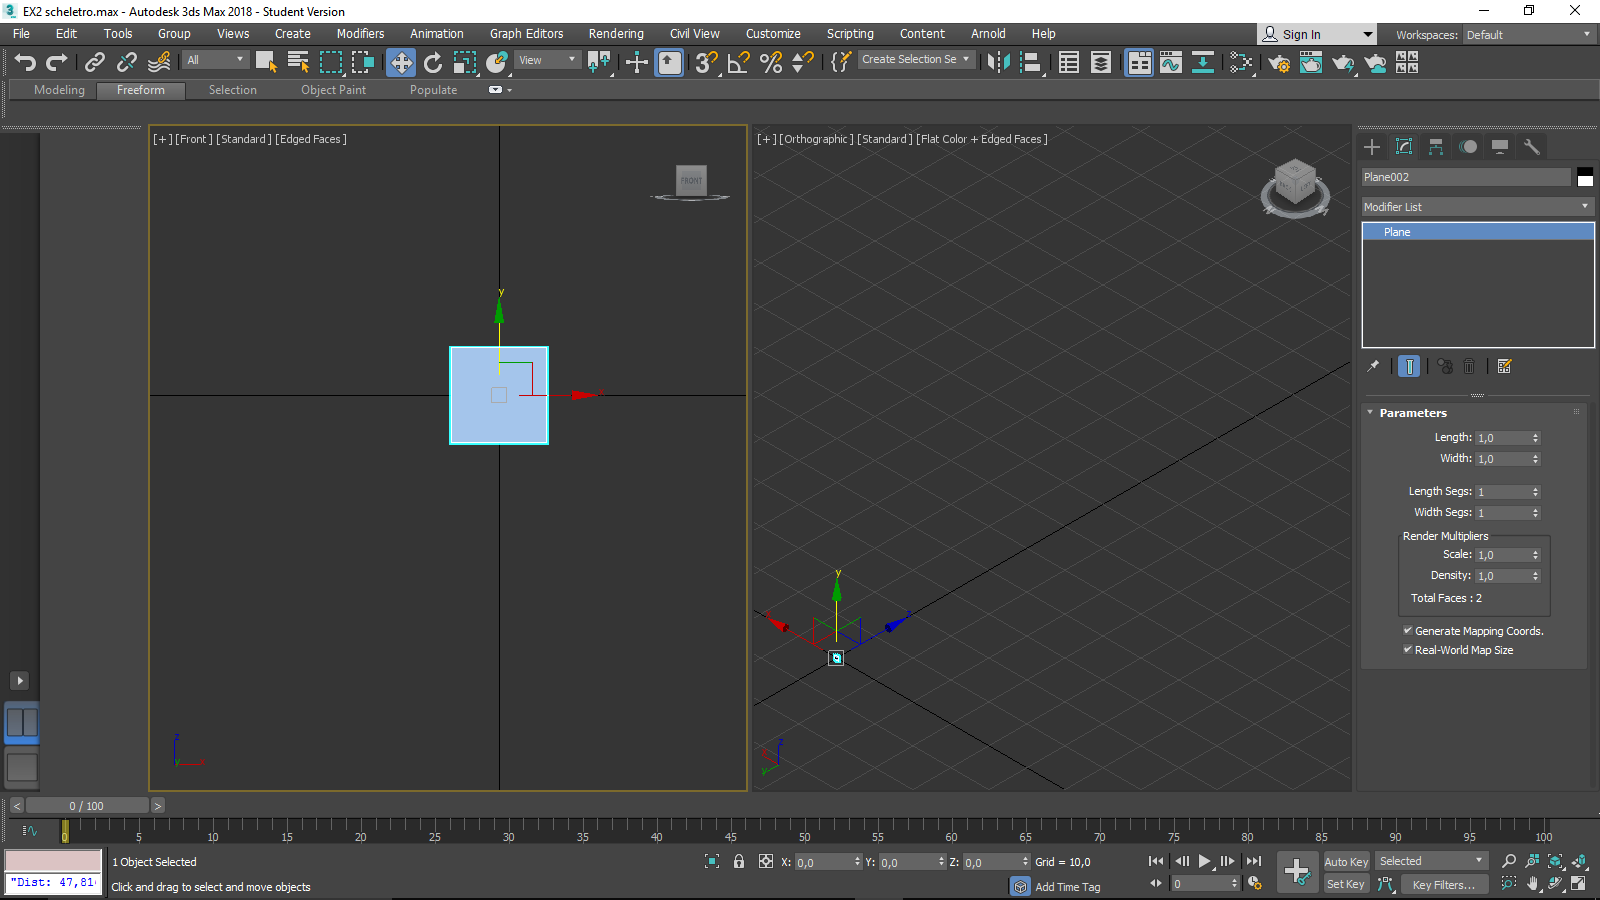 EX2 scheletro.max - Autodesk 3ds Max 2018 - Student Version
File Edit Tools Group Views Create Modifiers Animation Graph Editors Rendering Civil View Customize Scripting Content Arnold Help Sign In Workspaces: Default
All View Create Selection Se
Modeling Freeform Selection Object Paint Populate
[+] [Front] [Standard] [Edged Faces]
[+] [Orthographic] [Standard] [Flat Color + Edged Faces]
FRONT
Plane002
Modifier List
Plane
y
Parameters
Length: 1,0
Width: 1,0
Length Segs: 1
Width Segs: 1
Render Multipliers
Scale: 1,0
Density: 1,0
Total Faces : 2
Generate Mapping Coords.
Real-World Map Size
y
z
z
z
y
< 0 / 100 >
0 5 10 15 20 25 30 35 40 45 50 55 60 65 70 75 80 85 90 95 100
1 Object Selected X: 0,0 Y: 0,0 Z: 0,0 Grid = 10,0 Auto Key Selected
"Dist: 47,81
Click and drag to select and move objects Add Time Tag 0 Set Key Key Filters...